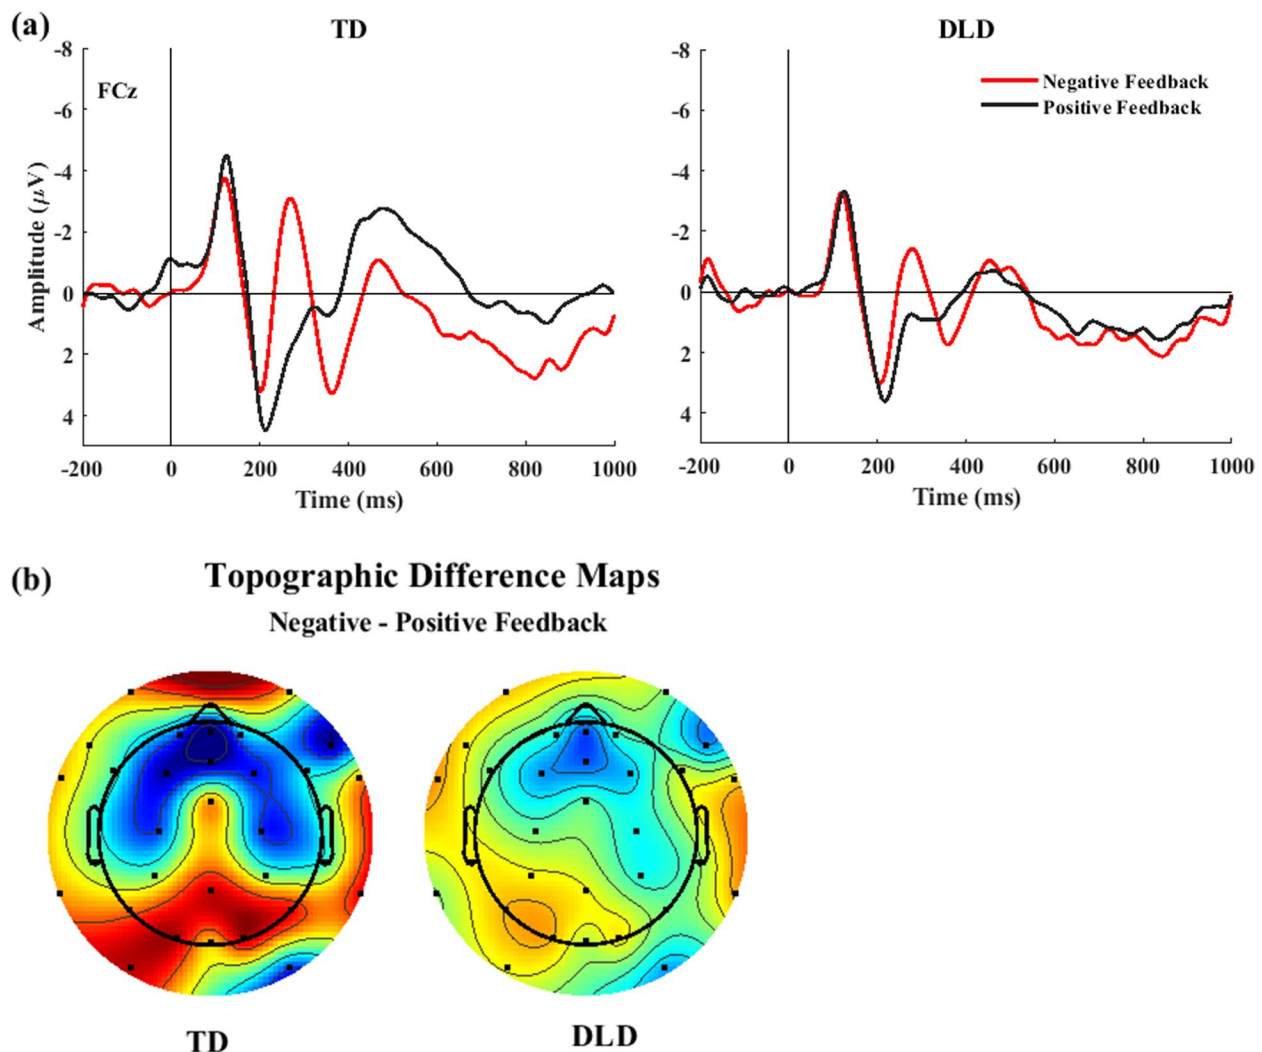 (a)
TD
DLD
FCz
Negative Feedback
Positive Feedback
Amplitude (μV)
-8
-6
-4
-2
0
2
4
-200 0 200 400 600 800 1000
Time (ms)
-8
-6
-4
-2
0
2
4
-200 0 200 400 600 800 1000
Time (ms)
(b)
Topographic Difference Maps
Negative - Positive Feedback
TD
DLD